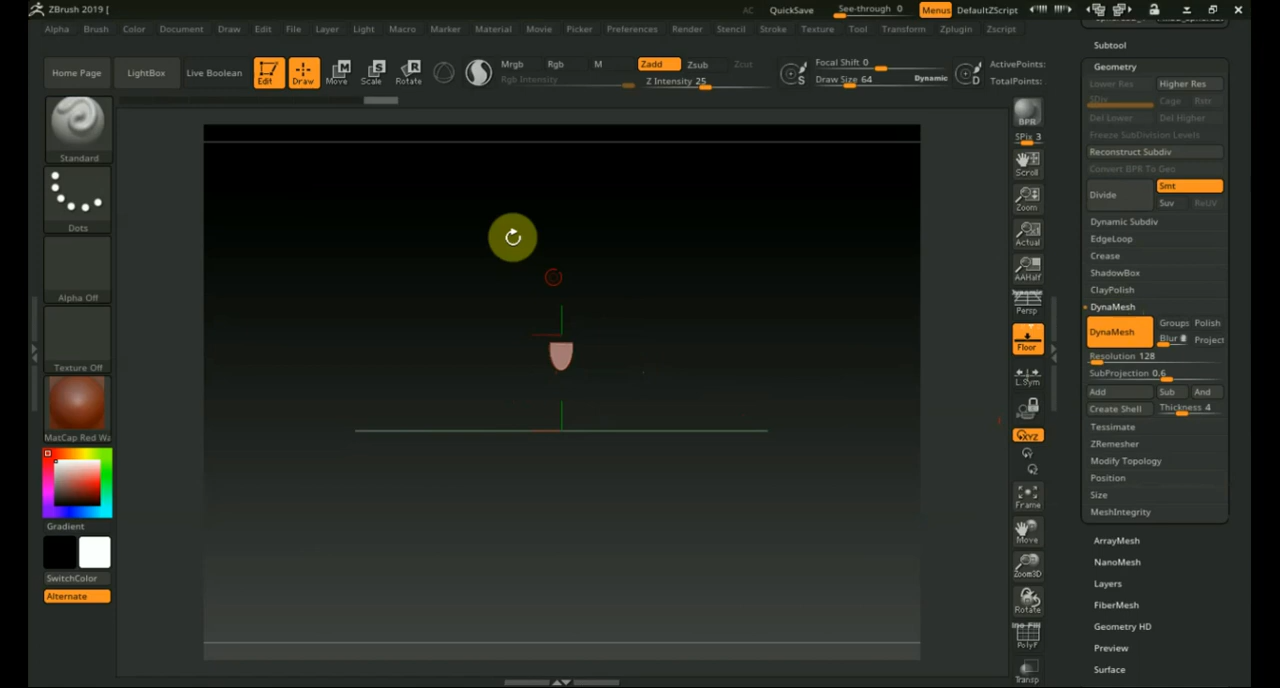 ZBrush 2019 [
AC QuickSave See-through 0 Menus DefaultZScript
Alpha Brush Color Document Draw Edit File Layer Light Macro Marker Material Movie Picker Preferences Render Stencil Stroke Texture Tool Transform Zplugin Zscript
Home Page LightBox Live Boolean Edit Draw Move Scale Rotate
Mrgb Rgb M Zadd Zsub Zcut
Rgb Intensity Z Intensity 25
Focal Shift 0
Draw Size 64 Dynamic
S D
ActivePoints:
TotalPoints:
Standard
Dots
Alpha Off
Texture Off
MatCap Red Wa
Gradient
SwitchColor
Alternate
BPR
SPix 3
Scroll
Zoom
Actual
AAHalf
Dynamic
Persp
Floor
L.Sym
XYZ
Frame
Move
Zoom3D
Rotate
PolyF
Transp
Subtool
Geometry
Lower Res Higher Res
SDiv Cage Rstr
Del Lower Del Higher
Freeze SubDivision Levels
Reconstruct Subdiv
Convert BPR To Geo
Divide Smt
Suv ReUV
Dynamic Subdiv
EdgeLoop
Crease
ShadowBox
ClayPolish
DynaMesh
DynaMesh Groups Polish
Blur Project
Resolution 128
SubProjection 0.6
Add Sub And
Create Shell Thickness 4
Tessimate
ZRemesher
Modify Topology
Position
Size
MeshIntegrity
ArrayMesh
NanoMesh
Layers
FiberMesh
Geometry HD
Preview
Surface